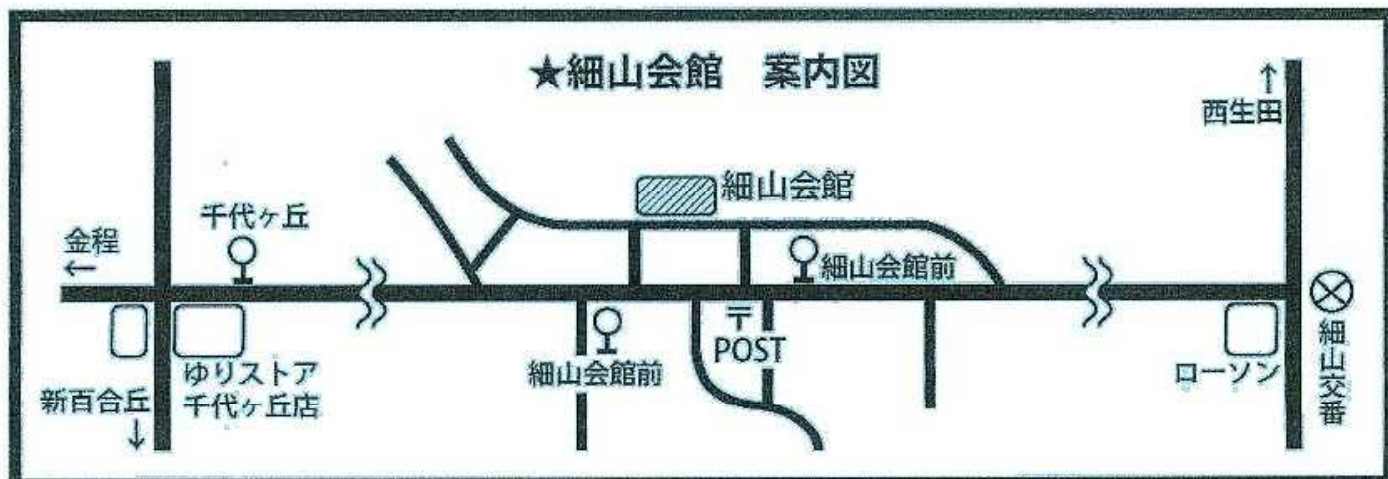 ★細山会館　案内図
↑
西生田
細山会館
千代ヶ丘
金程
←
細山会館前
〒
POST
細山会館前
ゆりストア
千代ヶ丘店
新百合丘
↓
ローソン
細山交番